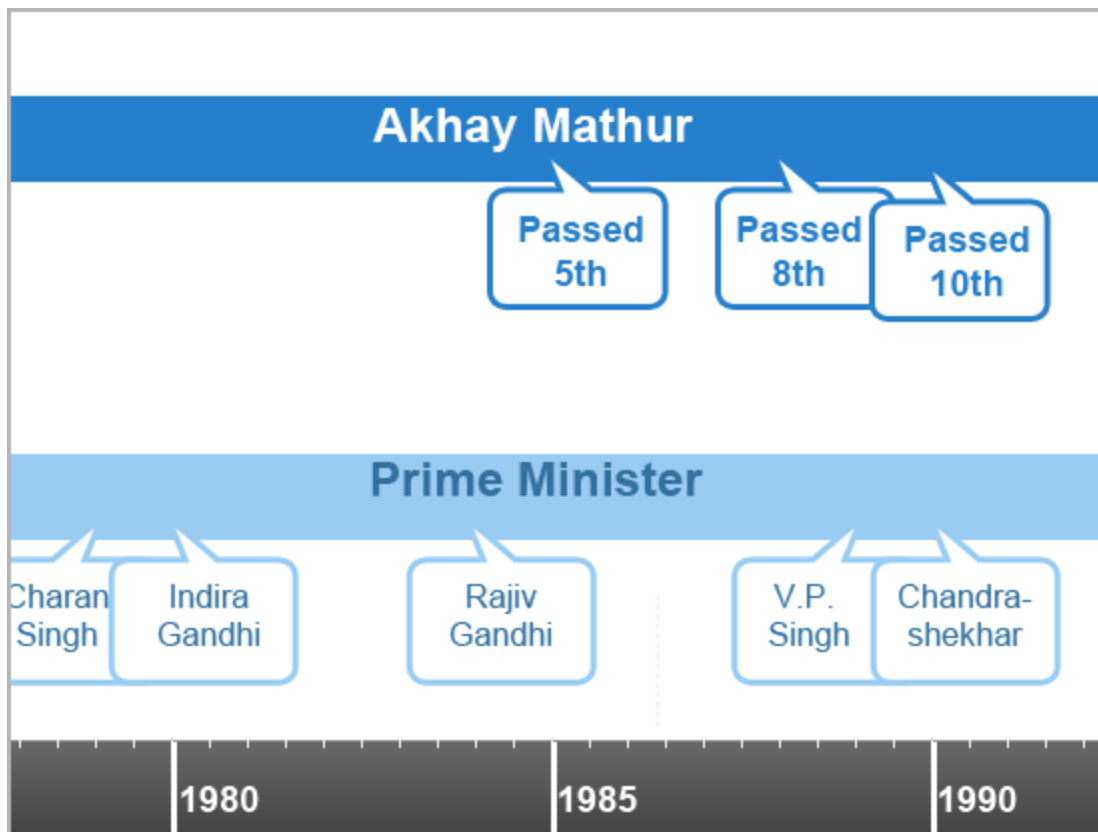 Akhay Mathur
Passed
5th
Passed
8th
Passed
10th
Prime Minister
Charan
Singh
Indira
Gandhi
Rajiv
Gandhi
V.P.
Singh
Chandra-
shekhar
1980
1985
1990